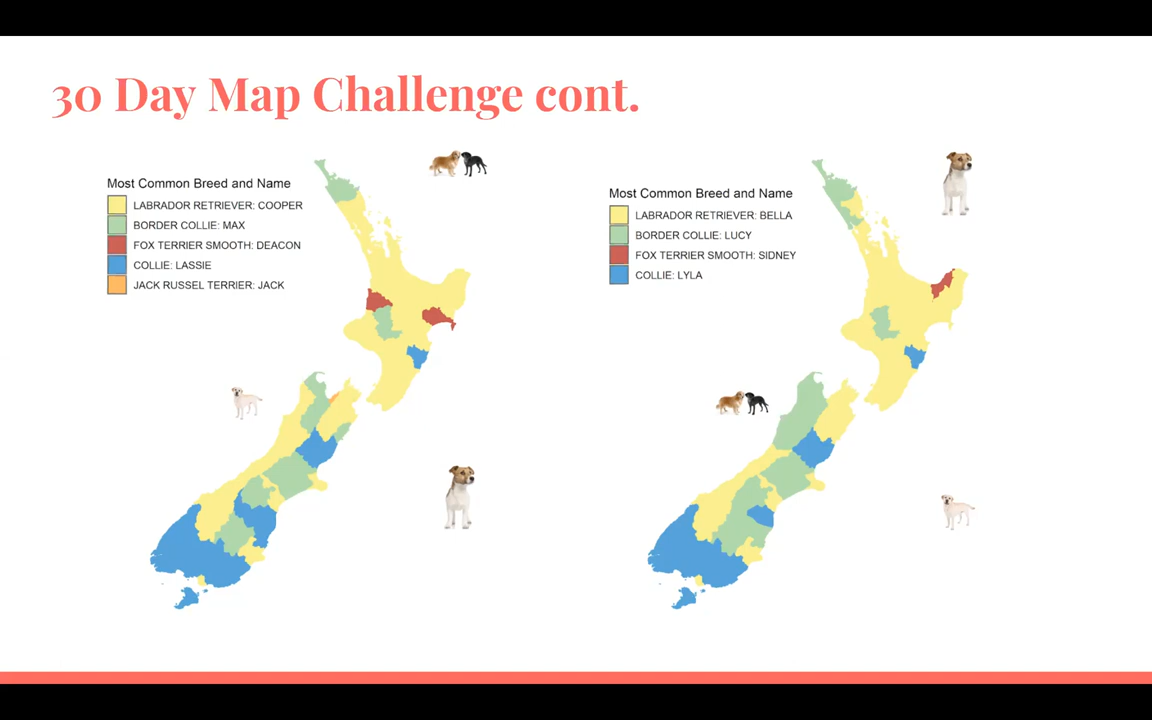 30 Day Map Challenge cont.
Most Common Breed and Name
LABRADOR RETRIEVER: COOPER
BORDER COLLIE: MAX
FOX TERRIER SMOOTH: DEACON
COLLIE: LASSIE
JACK RUSSEL TERRIER: JACK
Most Common Breed and Name
LABRADOR RETRIEVER: BELLA
BORDER COLLIE: LUCY
FOX TERRIER SMOOTH: SIDNEY
COLLIE: LYLA